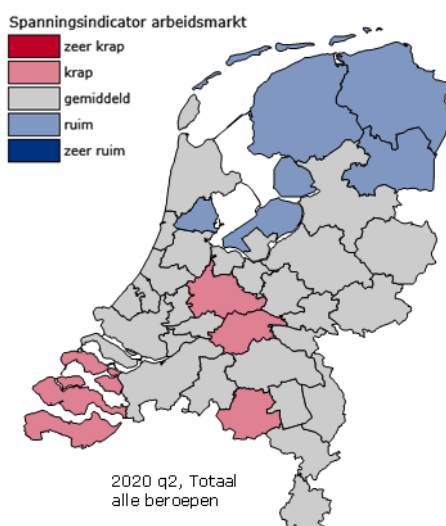 Spanningsindicator arbeidsmarkt
zeer krap
krap
gemiddeld
ruim
zeer ruim
2020 q2, Totaal
alle beroepen